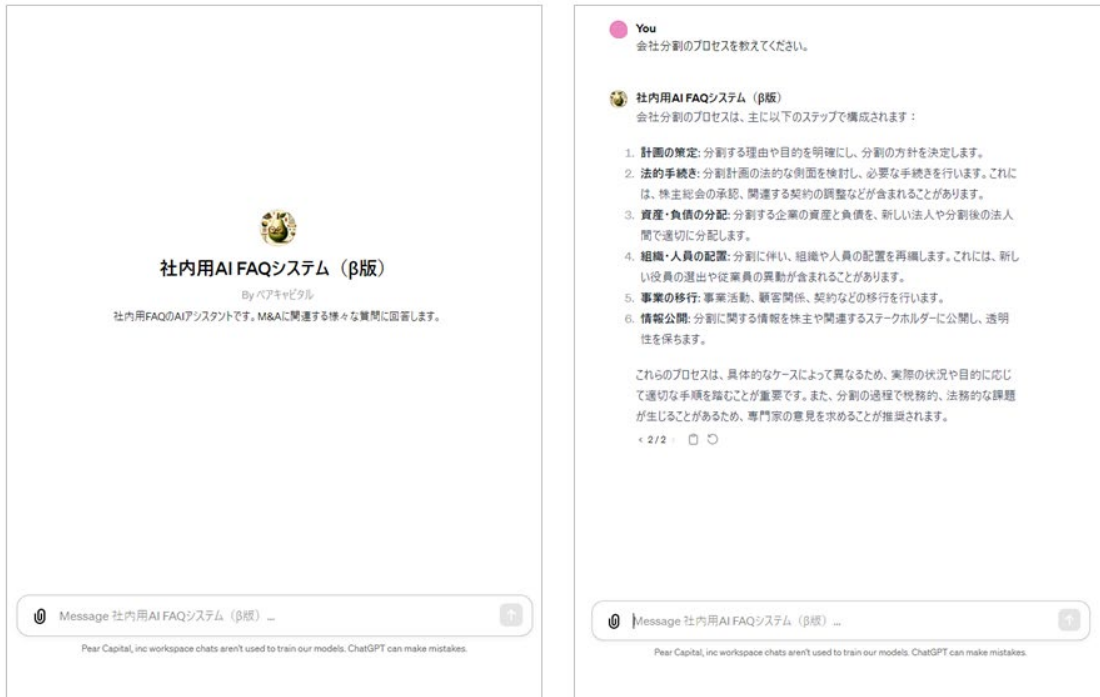 社内用AI FAQシステム（β版）
By ペアキャピタル
社内用FAQのAIアシスタントです。M&Aに関連する様々な質問に回答します。
Message 社内用AI FAQシステム（β版）…
Pear Capital, inc workspace chats aren't used to train our models. ChatGPT can make mistakes.
You
会社分割のプロセスを教えてください。
社内用AI FAQシステム（β版）
会社分割のプロセスは、主に以下のステップで構成されます：
1. 計画の策定: 分割する理由や目的を明確にし、分割の方針を決定します。
2. 法的手続き: 分割計画の法的な側面を検討し、必要な手続きを行います。これに
は、株主総会の承認、関連する契約の調整などが含まれることがあります。
3. 資産・負債の分配: 分割する企業の資産と負債を、新しい法人や分割後の法人
間で適切に分配します。
4. 組織・人員の配置: 分割に伴い、組織や人員の配置を再編します。これには、新し
い役員の選出や従業員の異動が含まれることがあります。
5. 事業の移行: 事業活動、顧客関係、契約などの移行を行います。
6. 情報公開: 分割に関する情報を株主や関連するステークホルダーに公開し、透明
性を保ちます。
これらのプロセスは、具体的なケースによって異なるため、実際の状況や目的に応じ
て適切な手順を踏むことが重要です。また、分割の過程で税務的、法務的な課題
が生じることがあるため、専門家の意見を求めることが推奨されます。
< 2 / 2 >
Message 社内用AI FAQシステム（β版）…
Pear Capital, inc workspace chats aren't used to train our models. ChatGPT can make mistakes.